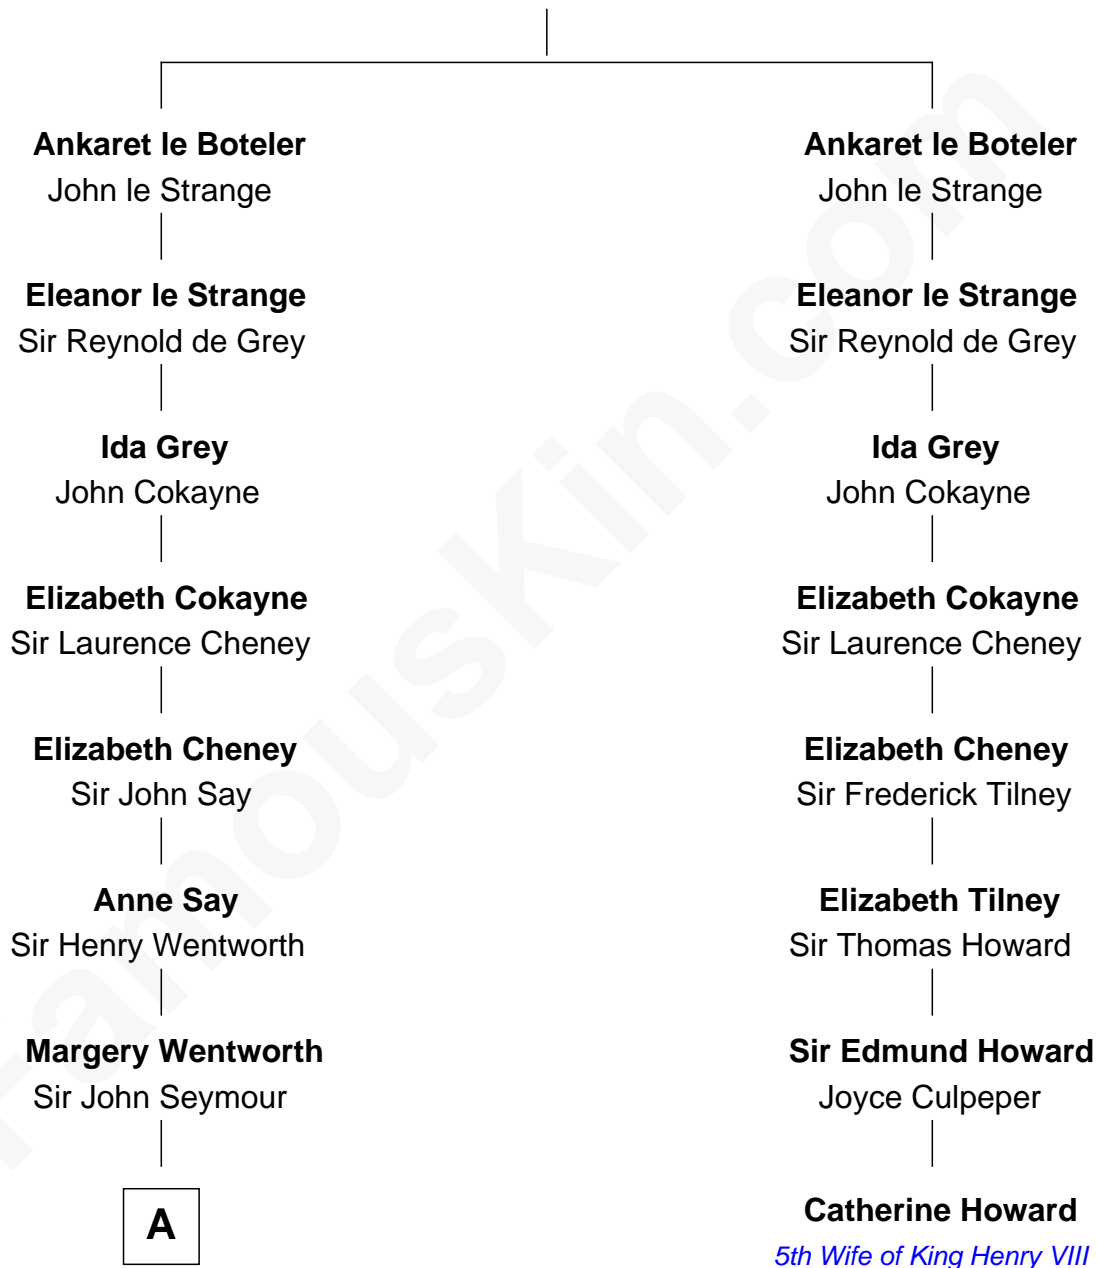 Ankaret le Boteler
John le Strange
Eleanor le Strange
Sir Reynold de Grey
Ida Grey
John Cokayne
Elizabeth Cokayne
Sir Laurence Cheney
Elizabeth Cheney
Sir John Say
Anne Say
Sir Henry Wentworth
Margery Wentworth
Sir John Seymour
A
Ankaret le Boteler
John le Strange
Eleanor le Strange
Sir Reynold de Grey
Ida Grey
John Cokayne
Elizabeth Cokayne
Sir Laurence Cheney
Elizabeth Cheney
Sir Frederick Tilney
Elizabeth Tilney
Sir Thomas Howard
Sir Edmund Howard
Joyce Culpeper
Catherine Howard
5th Wife of King Henry VIII
FamousKin.com